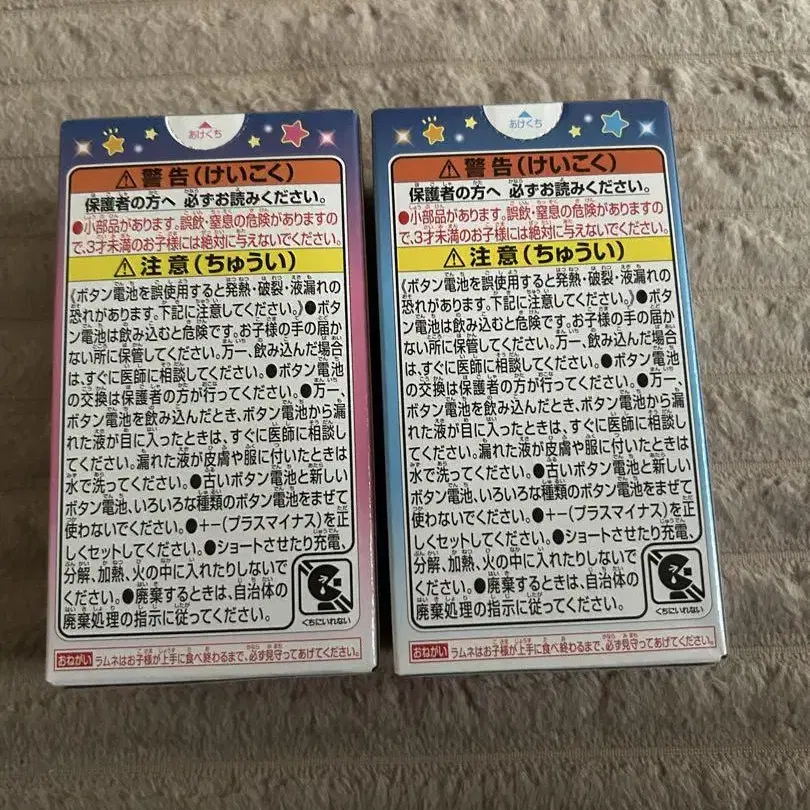 あけくち
⚠警告(けいこく)
保護者の方へ 必ずお読みください。
●小部品があります。誤飲・窒息の危険がありますの
で、3才未満のお子様には絶対に与えないでください。
⚠注意(ちゅうい)
《ボタン電池を誤使用すると発熱・破裂・液漏れの
恐れがあります。下記に注意してください。》●ボタ
ン電池は飲み込むと危険です。お子様の手の届か
ない所に保管してください。万一、飲み込んだ場合
は、すぐに医師に相談してください。●ボタン電池
の交換は保護者の方が行ってください。●万一、
ボタン電池を飲み込んだとき、ボタン電池から漏
れた液が目に入ったときは、すぐに医師に相談し
てください。漏れた液が皮膚や服に付いたときは
水で洗ってください。●古いボタン電池と新しい
ボタン電池、いろいろな種類のボタン電池をまぜて
使わないでください。●+-(プラスマイナス)を正
しくセットしてください。●ショートさせたり充電、
分解、加熱、火の中に入れたりしないで
ください。●廃棄するときは、自治体の
廃棄処理の指示に従ってください。
くちにいれない
おねがい ラムネはお子様が上手に食べ終わるまで、必ず見守ってあげてください。
あけくち
⚠警告(けいこく)
保護者の方へ 必ずお読みください。
●小部品があります。誤飲・窒息の危険がありますの
で、3才未満のお子様には絶対に与えないでください。
⚠注意(ちゅうい)
《ボタン電池を誤使用すると発熱・破裂・液漏れの
恐れがあります。下記に注意してください。》●ボタ
ン電池は飲み込むと危険です。お子様の手の届か
ない所に保管してください。万一、飲み込んだ場合
は、すぐに医師に相談してください。●ボタン電池
の交換は保護者の方が行ってください。●万一、
ボタン電池を飲み込んだとき、ボタン電池から漏
れた液が目に入ったときは、すぐに医師に相談し
てください。漏れた液が皮膚や服に付いたときは
水で洗ってください。●古いボタン電池と新しい
ボタン電池、いろいろな種類のボタン電池をまぜて
使わないでください。●+-(プラスマイナス)を正
しくセットしてください。●ショートさせたり充電、
分解、加熱、火の中に入れたりしないで
ください。●廃棄するときは、自治体の
廃棄処理の指示に従ってください。
くちにいれない
おねがい ラムネはお子様が上手に食べ終わるまで、必ず見守ってあげてください。